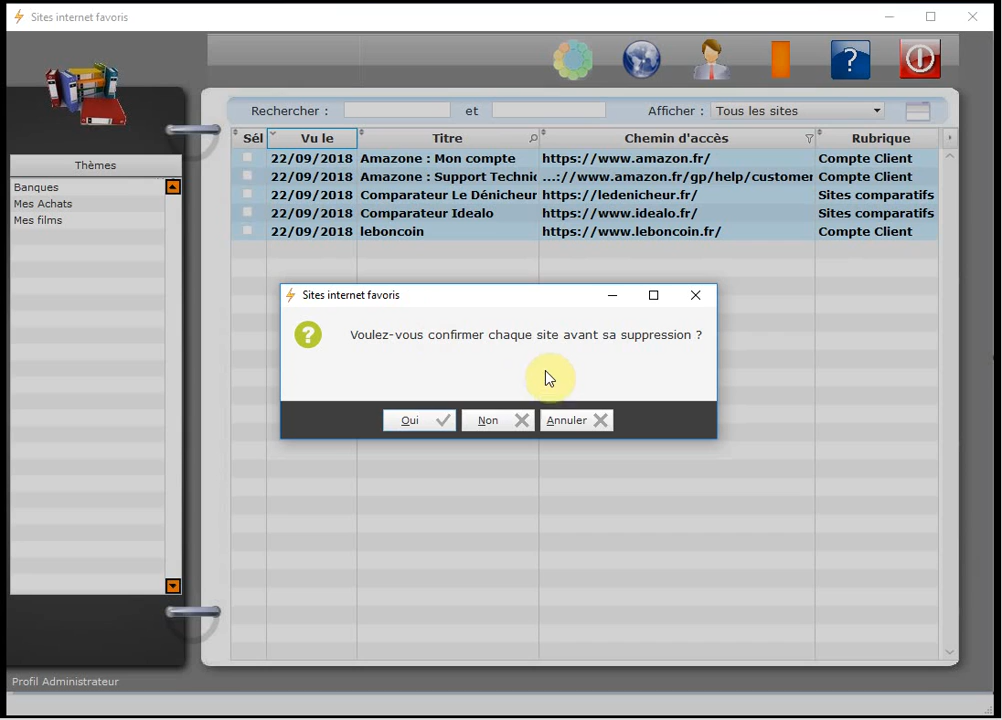 Sites internet favoris
Rechercher :
et
Afficher : Tous les sites
?
Thèmes
Banques
Mes Achats
Mes films
Sél Vu le Titre Chemin d'accès Rubrique
22/09/2018 Amazone : Mon compte https://www.amazon.fr/ Compte Client
22/09/2018 Amazone : Support Technic ...://www.amazon.fr/gp/help/customer Compte Client
22/09/2018 Comparateur Le Dénicheur https://ledenicheur.fr/ Sites comparatifs
22/09/2018 Comparateur Idealo https://www.idealo.fr/ Sites comparatifs
22/09/2018 leboncoin https://www.leboncoin.fr/ Compte Client
Sites internet favoris
?
Voulez-vous confirmer chaque site avant sa suppression ?
Oui Non Annuler
Profil Administrateur